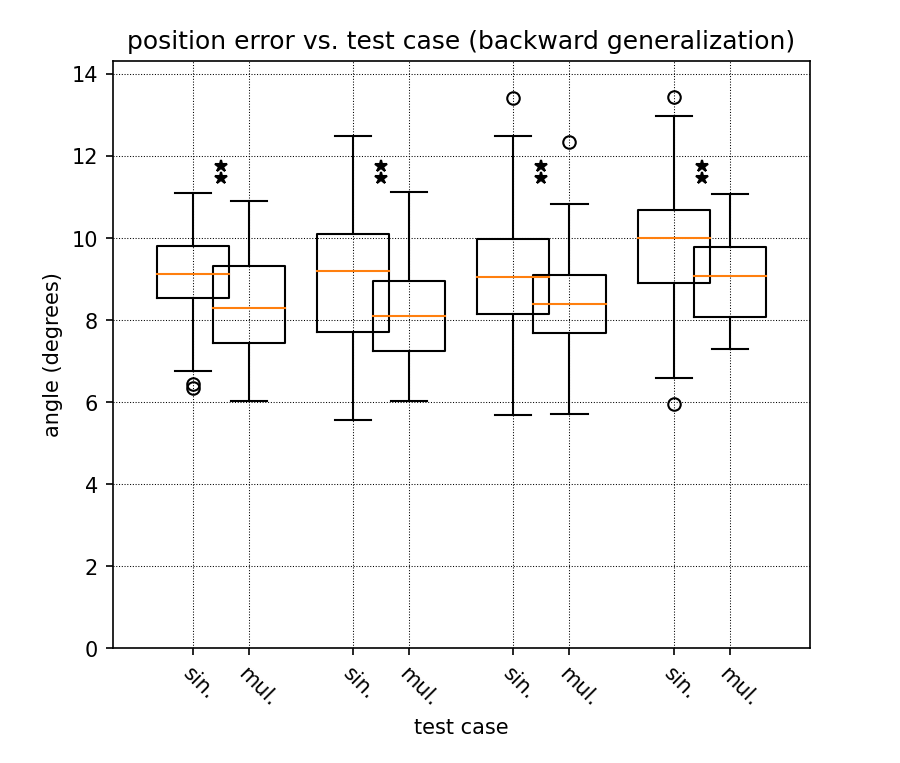 position error vs. test case (backward generalization)
14
12
10
8
6
4
2
0
angle (degrees)
sin. mul. sin. mul. sin. mul. sin. mul.
test case